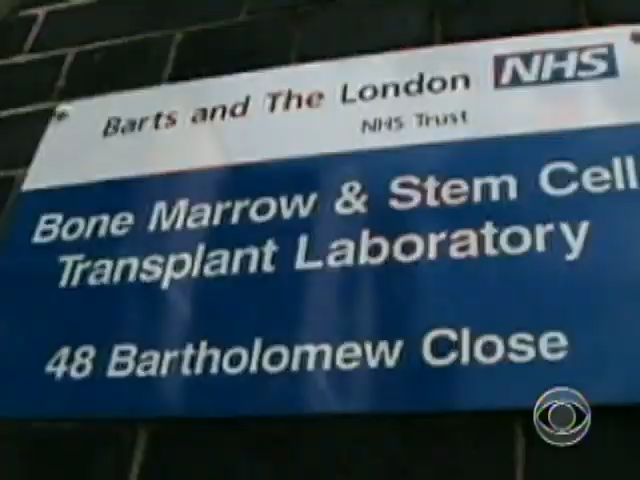 Barts and The London NHS
NHS Trust
Bone Marrow & Stem Cell
Transplant Laboratory
48 Bartholomew Close